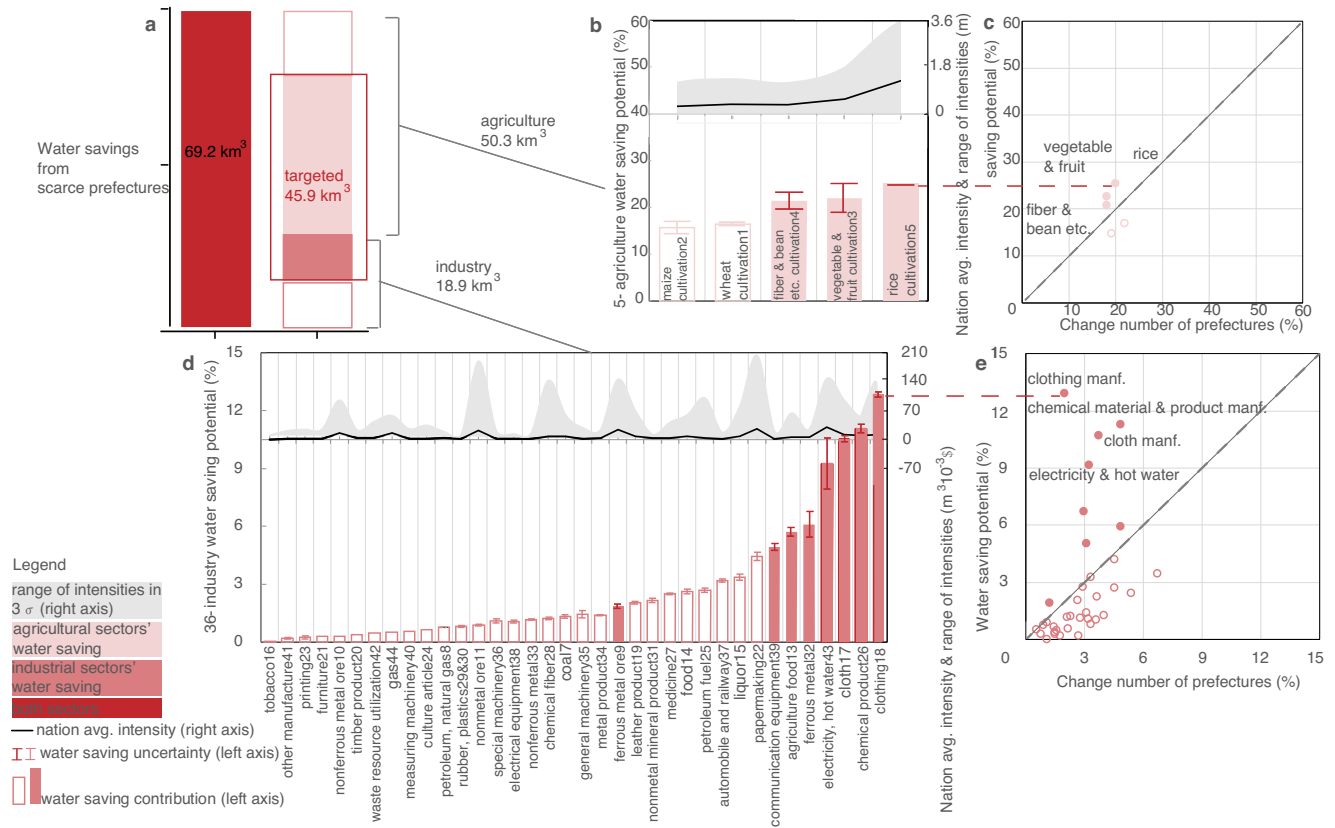 a
69.2 km3
Water savings
from
scarce prefectures
targeted
45.9 km3
agriculture
50.3 km3
industry
18.9 km3
b
5- agriculture water saving potential (%)
60
50
40
30
20
10
0
maize
cultivation2
wheat
cultivation1
fiber & bean
etc. cultivation4
vegetable &
fruit cultivation3
rice
cultivation5
3.6
1.8
0
Nation avg. intensity & range of intensities (m)
c
saving potential (%)
60
50
40
30
20
10
0
vegetable
& fruit
rice
fiber &
bean etc.
10
20
30
40
50
60
Change number of prefectures (%)
d
36- industry water saving potential (%)
15
12
9
6
3
0
210
140
70
0
-70
Nation avg. intensity & range of intensities (m 3 10-3 $)
tobacco16
other manufacture41
printing23
furniture21
nonferrous metal ore10
timber product20
waste resource utilization42
gas44
measuring machinery40
culture article24
petroleum, natural gas8
rubber, plastics29&30
nonmetal ore11
special machinery36
electrical equipment38
nonferrous metal33
chemical fiber28
coal7
general machinery35
metal product34
ferrous metal ore9
leather product19
nonmetal mineral product31
medicine27
food14
petroleum fuel25
automobile and railway37
liquor15
papemaking22
communication equipment39
agriculture food13
ferrous metal32
electricity, hot water43
cloth17
chemical product26
clothing18
e
Water saving potential (%)
15
12
9
6
3
clothing manf.
chemical material & product manf.
cloth manf.
electricity & hot water
0
3
6
9
12
15
Change number of prefectures (%)
Legend
range of intensities in
3 σ (right axis)
agricultural sectors'
water saving
industrial sectors'
water saving
both sectors
nation avg. intensity (right axis)
water saving uncertainty (left axis)
water saving contribution (left axis)